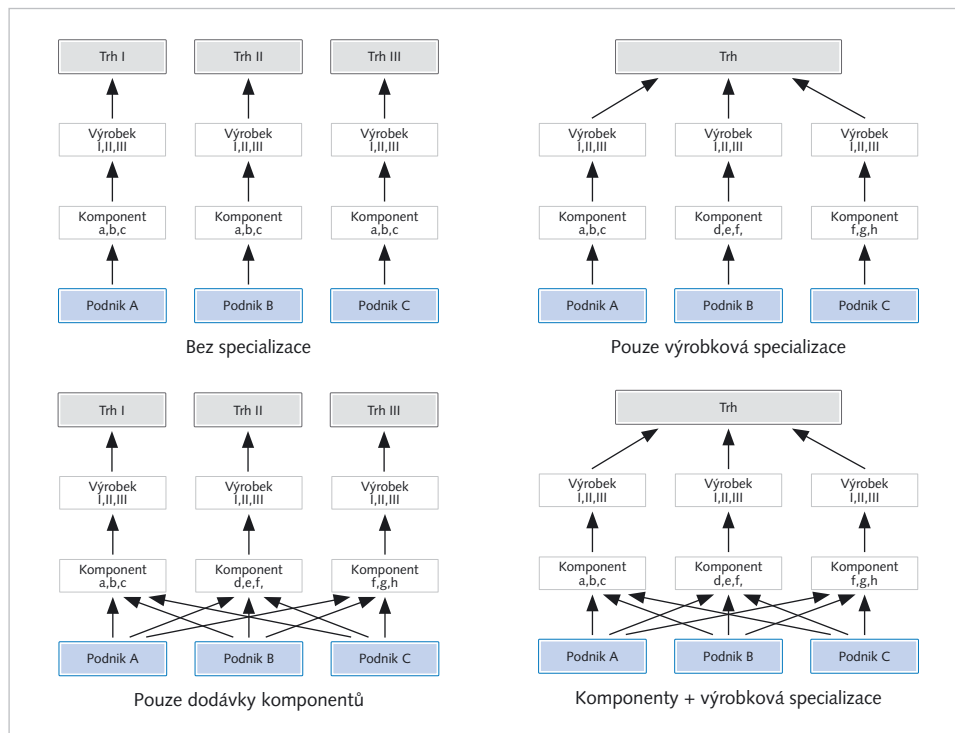 Trh I
Trh II
Trh III
Výrobek
I,II,III
Výrobek
I,II,III
Výrobek
I,II,III
Komponent
a,b,c
Komponent
a,b,c
Komponent
a,b,c
Podnik A
Podnik B
Podnik C
Bez specializace
Trh
Výrobek
I,II,III
Výrobek
I,II,III
Výrobek
I,II,III
Komponent
a,b,c
Komponent
d,e,f,
Komponent
f,g,h
Podnik A
Podnik B
Podnik C
Pouze výrobková specializace
Trh I
Trh II
Trh III
Výrobek
I,II,III
Výrobek
I,II,III
Výrobek
I,II,III
Komponent
a,b,c
Komponent
d,e,f,
Komponent
f,g,h
Podnik A
Podnik B
Podnik C
Pouze dodávky komponentů
Trh
Výrobek
I,II,III
Výrobek
I,II,III
Výrobek
I,II,III
Komponent
a,b,c
Komponent
d,e,f,
Komponent
f,g,h
Podnik A
Podnik B
Podnik C
Komponenty + výrobková specializace